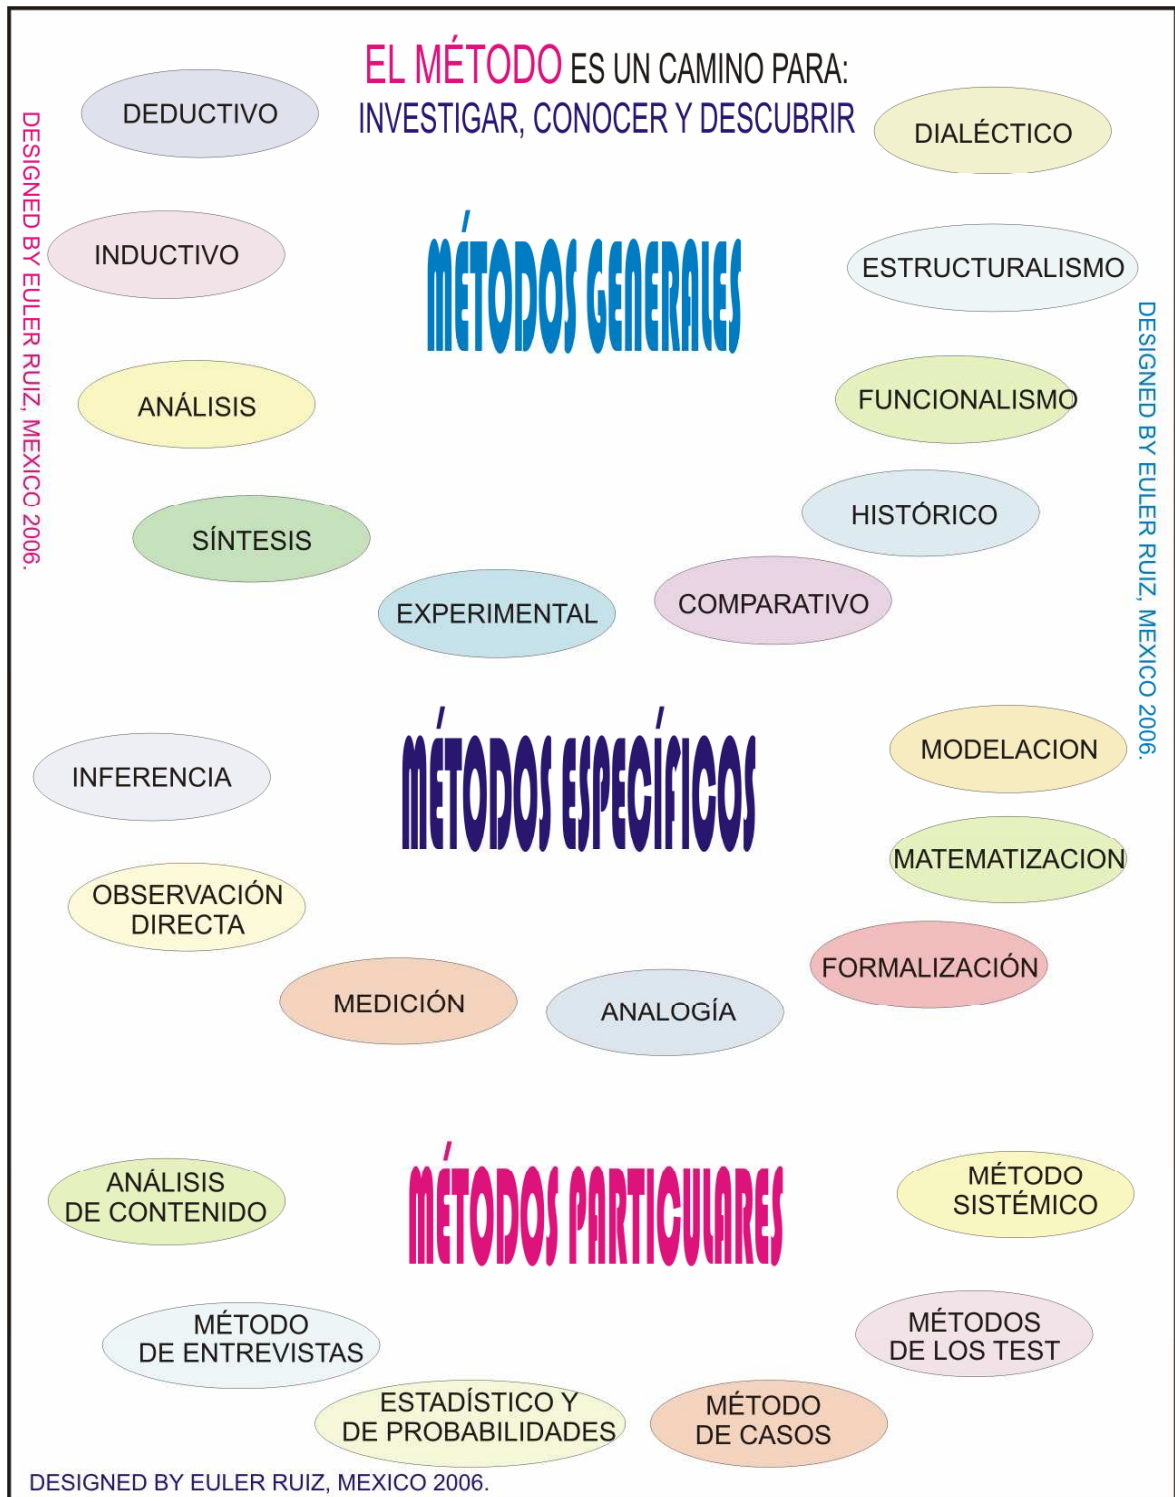 EL MÉTODO ES UN CAMINO PARA:
INVESTIGAR, CONOCER Y DESCUBRIR
DESIGNED BY EULER RUIZ, MEXICO 2006.
MÉTODOS GENERALES
DEDUCTIVO
INDUCTIVO
ANÁLISIS
SÍNTESIS
EXPERIMENTAL
COMPARATIVO
HISTÓRICO
FUNCIONALISMO
ESTRUCTURALISMO
DIALÉCTICO
DESIGNED BY EULER RUIZ, MEXICO 2006.
MÉTODOS ESPECÍFICOS
INFERENCIA
OBSERVACIÓN
DIRECTA
MEDICIÓN
ANALOGÍA
FORMALIZACIÓN
MATEMATIZACION
MODELACION
MÉTODOS PARTICULARES
ANÁLISIS
DE CONTENIDO
MÉTODO
DE ENTREVISTAS
ESTADÍSTICO Y
DE PROBABILIDADES
MÉTODO
DE CASOS
MÉTODOS
DE LOS TEST
MÉTODO
SISTÉMICO
DESIGNED BY EULER RUIZ, MEXICO 2006.